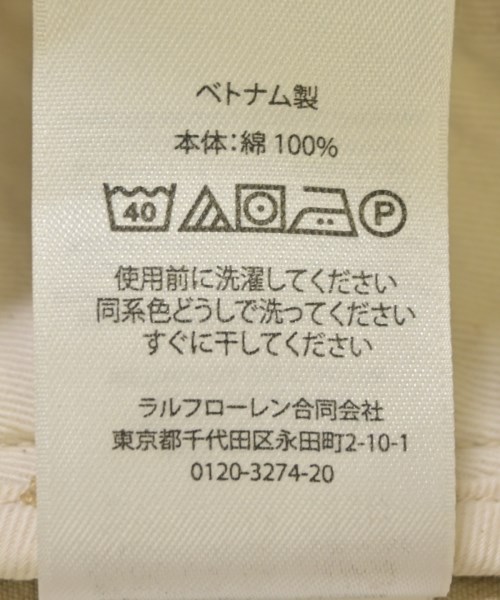 ベトナム製
本体:綿 100%
40 P
使用前に洗濯してください
同系色どうしで洗ってください
すぐに干してください
ラルフローレン合同会社
東京都千代田区永田町2-10-1
0120-3274-20